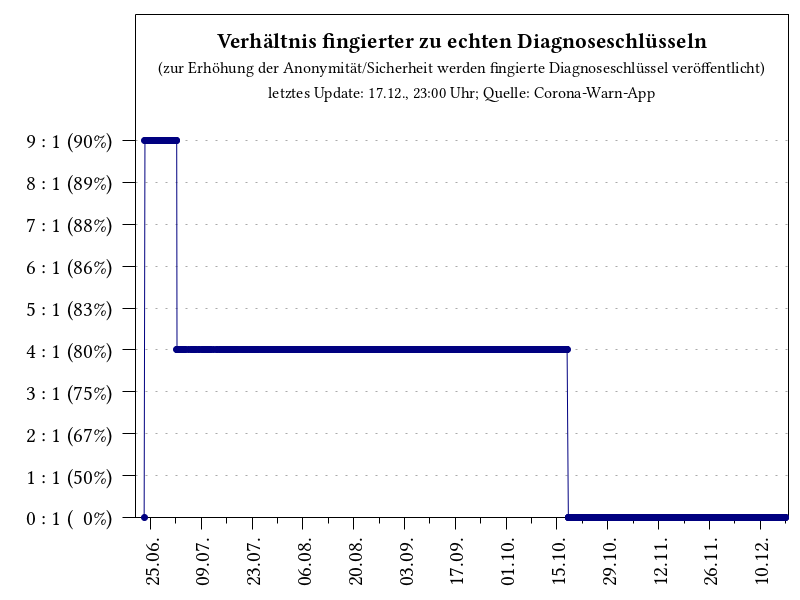 Verhältnis fingierter zu echten Diagnoseschlüsseln
(zur Erhöhung der Anonymität/Sicherheit werden fingierte Diagnoseschlüssel veröffentlicht)
letztes Update: 17.12., 23:00 Uhr; Quelle: Corona-Warn-App
9 : 1 (90%)
8 : 1 (89%)
7 : 1 (88%)
6 : 1 (86%)
5 : 1 (83%)
4 : 1 (80%)
3 : 1 (75%)
2 : 1 (67%)
1 : 1 (50%)
0 : 1 (  0%)
25.06.
09.07.
23.07.
06.08.
20.08.
03.09.
17.09.
01.10.
15.10.
29.10.
12.11.
26.11.
10.12.